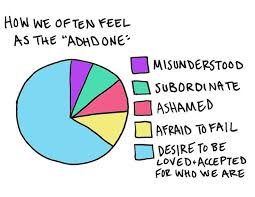 HOW WE OFTEN FEEL
AS THE "ADHD ONE":
MISUNDERSTOOD
SUBORDINATE
ASHAMED
AFRAID TO FAIL
DESIRE TO BE
LOVED + ACCEPTED
FOR WHO WE ARE